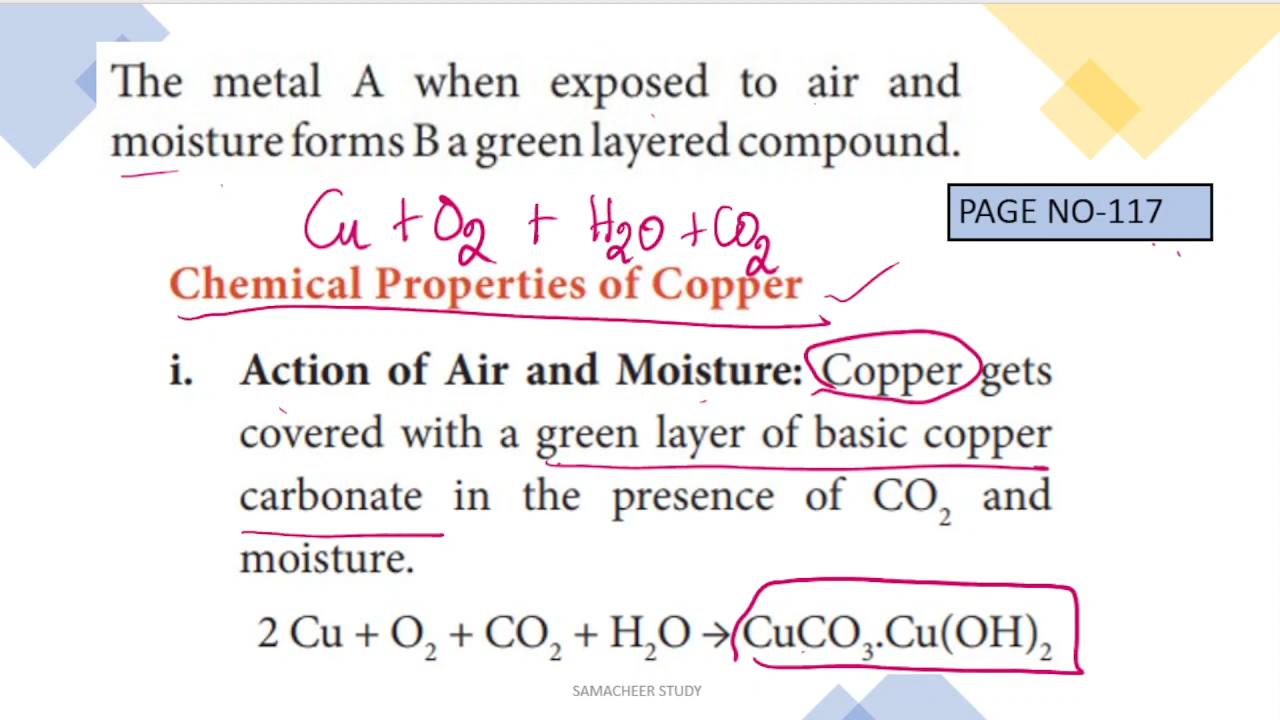 The metal A when exposed to air and
moisture forms B a green layered compound.
Cu + O₂ + H₂O + CO₂
PAGE NO-117
Chemical Properties of Copper
i. Action of Air and Moisture: Copper gets
covered with a green layer of basic copper
carbonate in the presence of CO₂ and
moisture.
2 Cu + O₂ + CO₂ + H₂O → CuCO₃.Cu(OH)₂
SAMACHEER STUDY